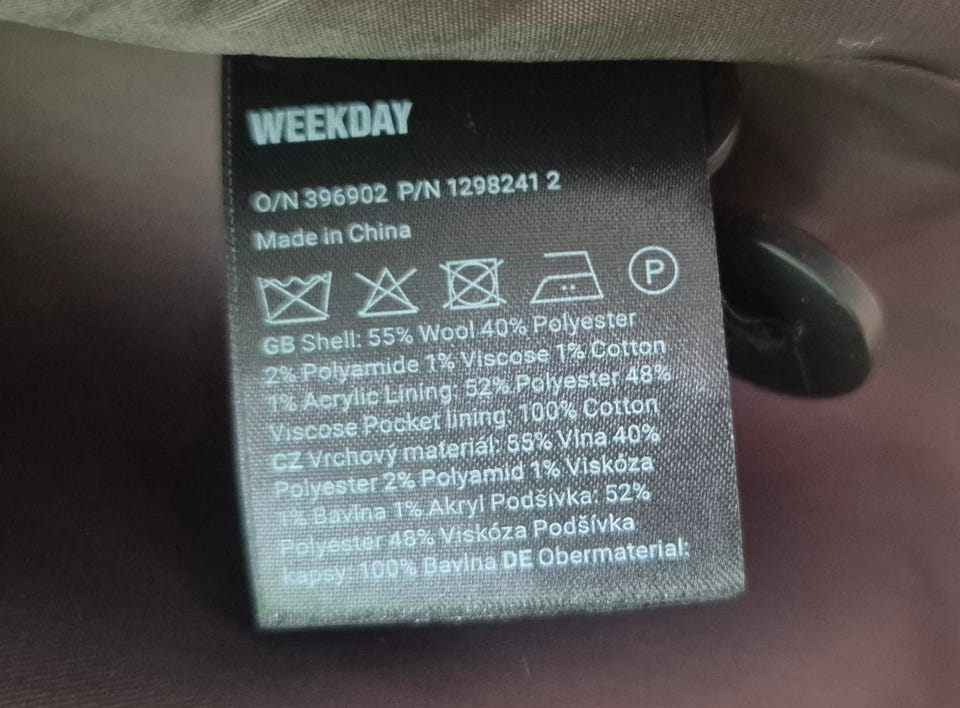 WEEKDAY
O/N 396902 P/N 1298241 2
Made in China
P
GB Shell: 55% Wool 40% Polyester
2% Polyamide 1% Viscose 1% Cotton
1% Acrylic Lining: 52% Polyester 48%
Viscose Pocket lining: 100% Cotton
CZ Vrchový materiál: 55% Vlna 40%
Polyester 2% Polyamid 1% Viskóza
1% Bavlna 1% Akryl Podšívka: 52%
Polyester 48% Viskóza Podšívka
kapsy: 100% Bavlna DE Obermaterial: